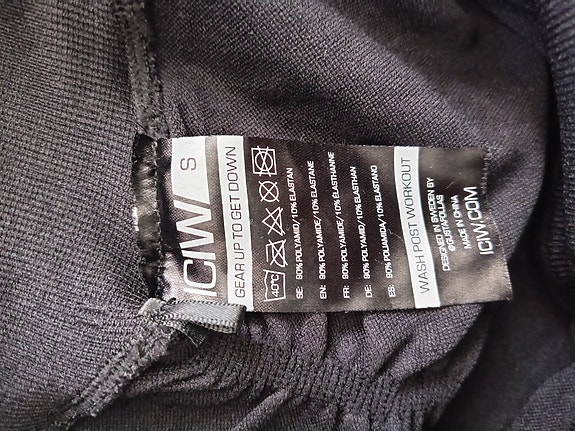 ICIW/ S
GEAR UP TO GET DOWN
40°C
SE: 90% POLYAMID/10% ELASTAN
EN: 90% POLYAMIDE/10% ELASTANE
FR: 90% POLYAMIDE/10% ÉLASTHANNE
DE: 90% POLYAMID/10% ELASTHAN
ES: 90% POLIAMIDA/10% ELASTANO
WASH POST WORKOUT
DESIGNED IN SWEDEN BY
@GUSTAFOLLAS
MADE IN CHINA
ICIW.COM